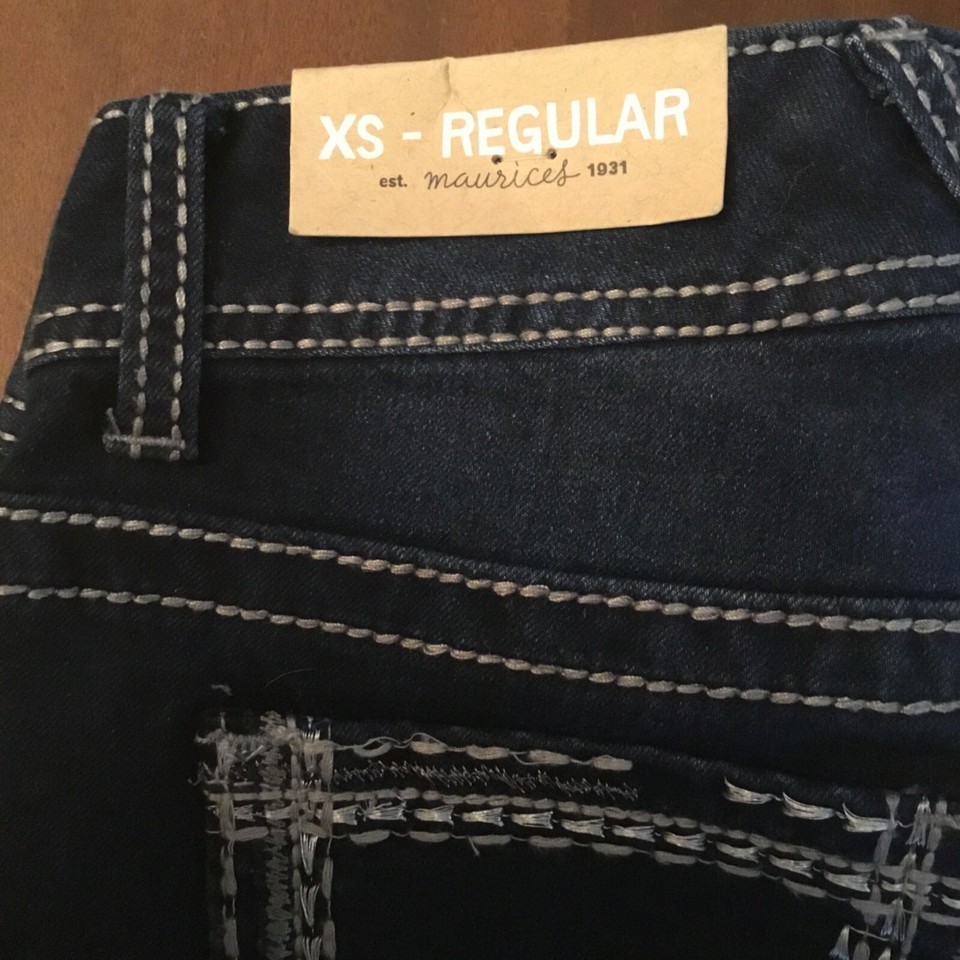 XS - REGULAR
est. maurices 1931